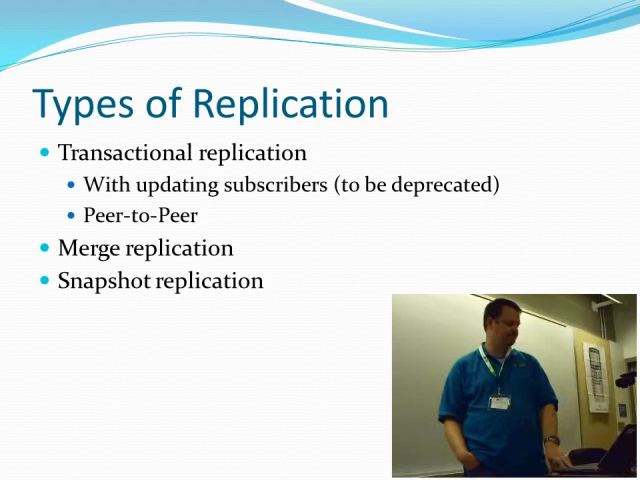 Types of Replication
Transactional replication
With updating subscribers (to be deprecated)
Peer-to-Peer
Merge replication
Snapshot replication